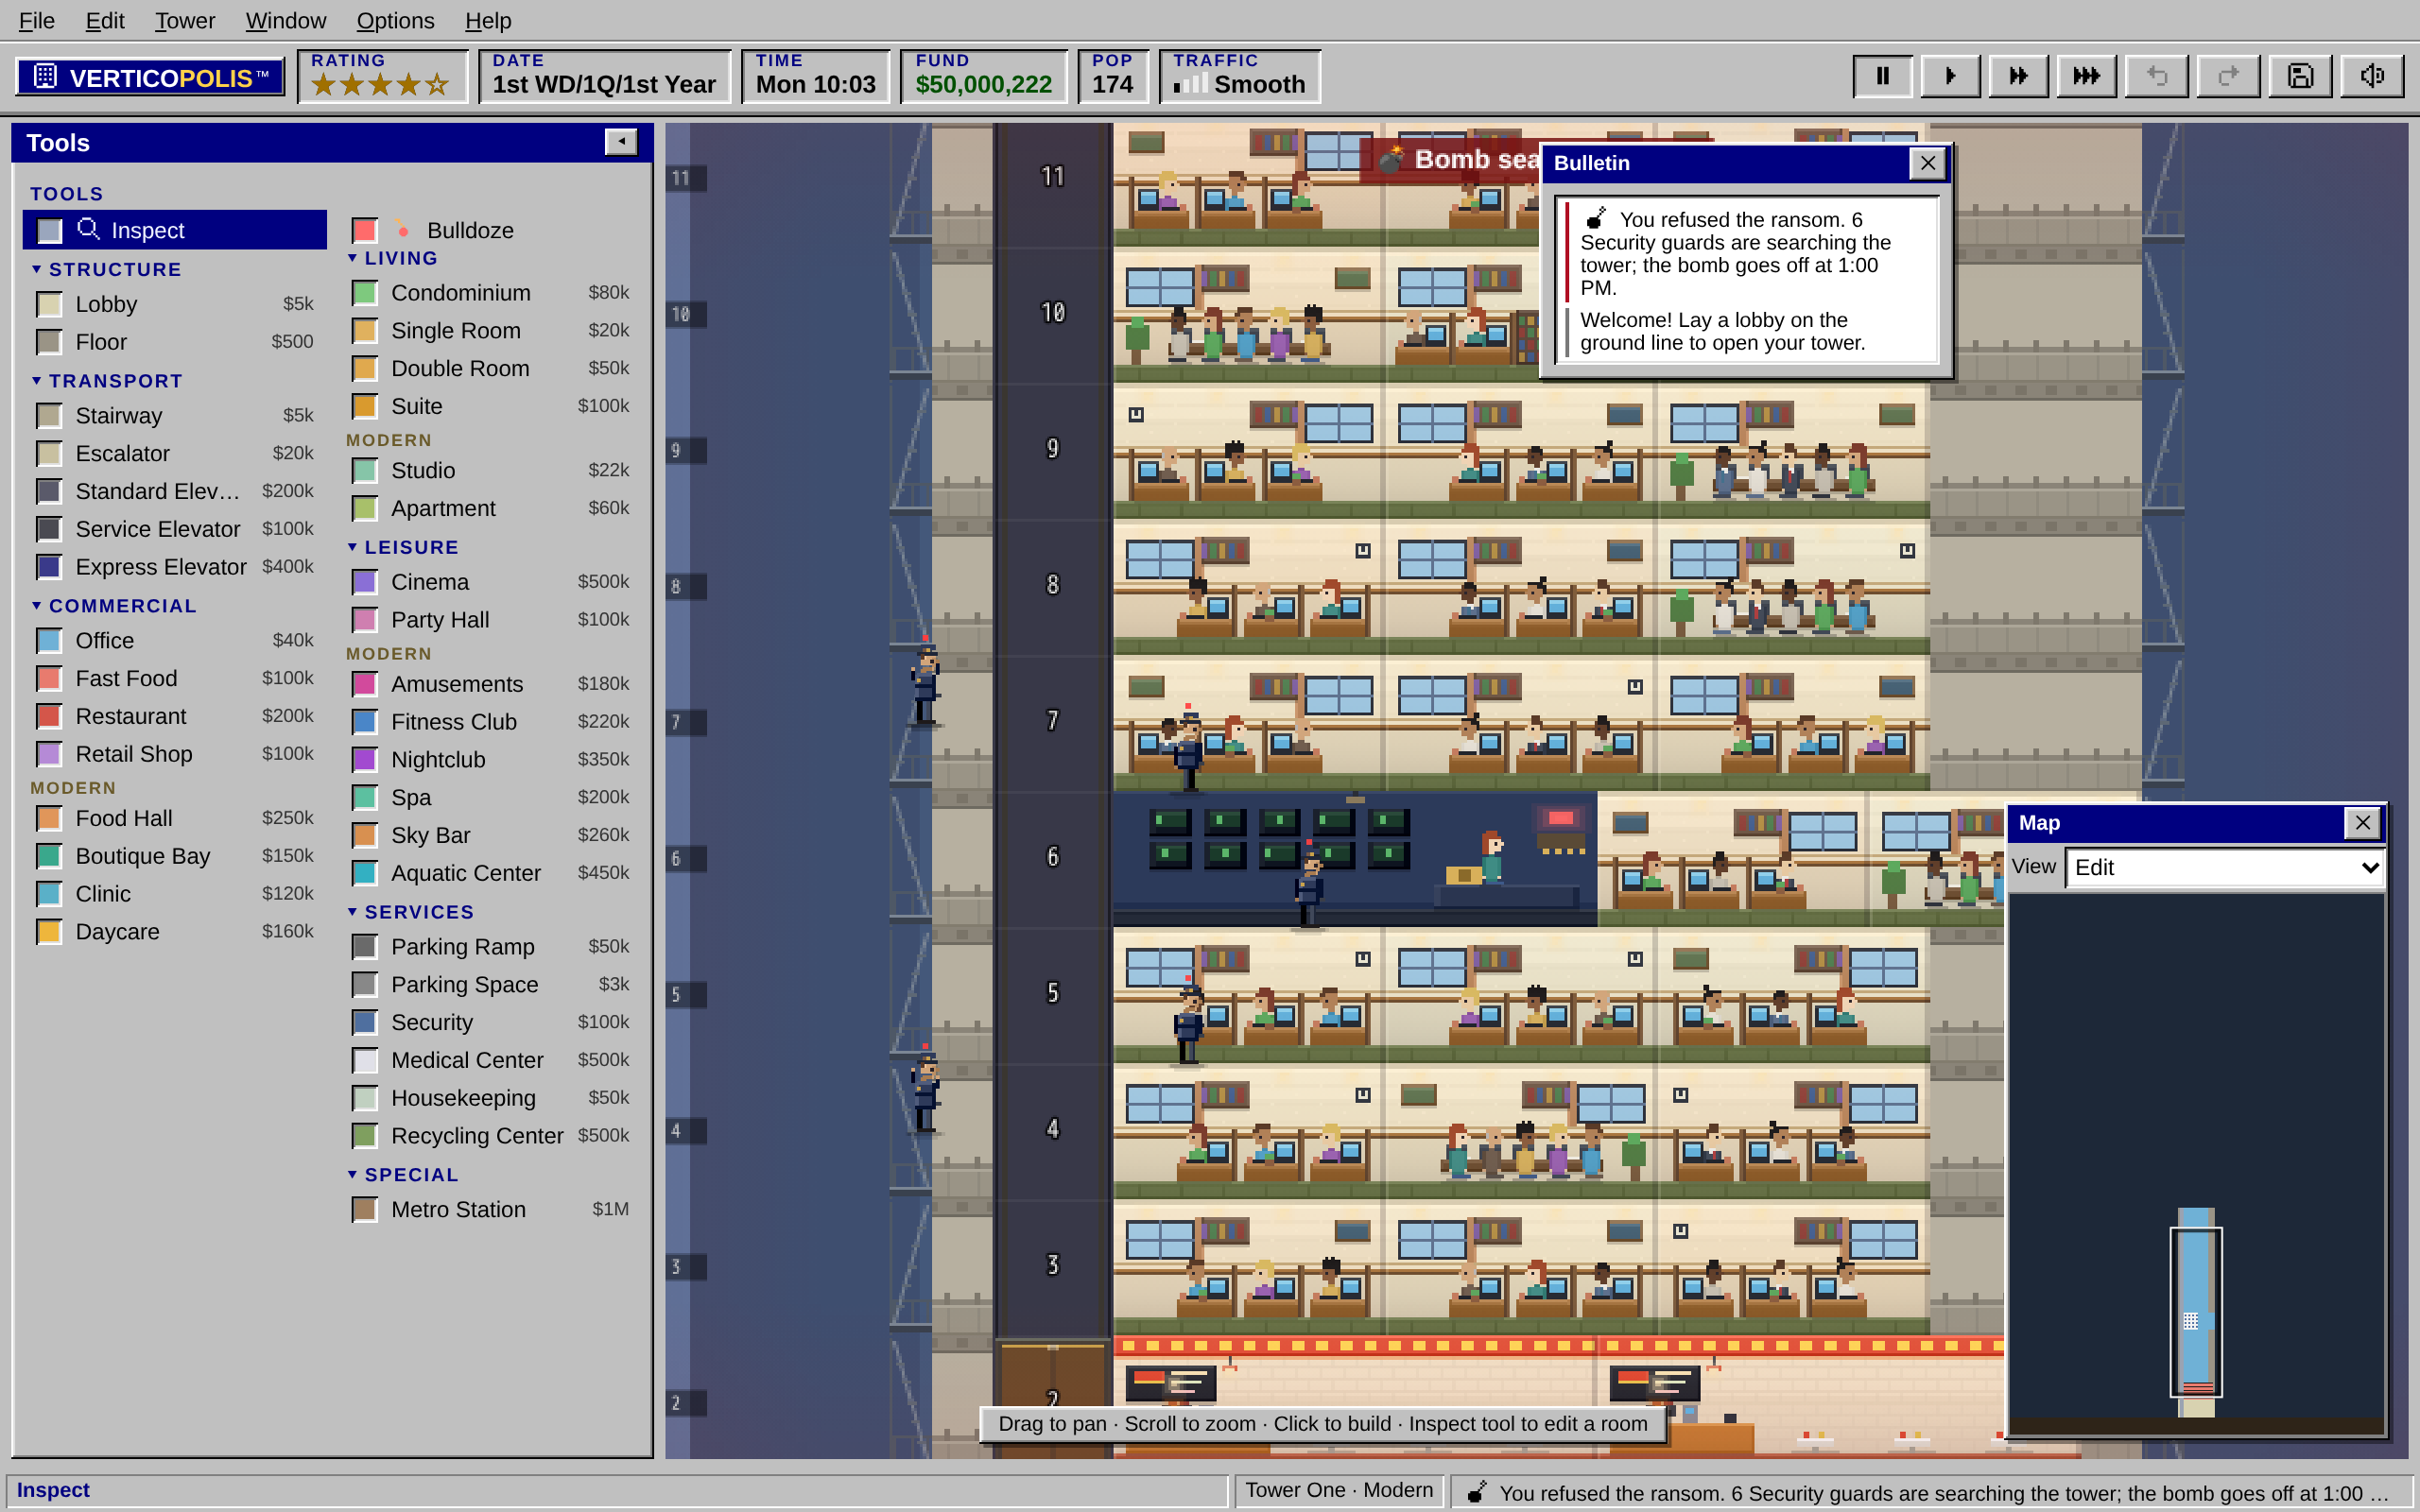 File Edit Tower Window Options Help
VERTICOPOLIS™
RATING
DATE
1st WD/1Q/1st Year
TIME
Mon 10:03
FUND
$50,000,222
POP
174
TRAFFIC
Smooth
Tools
TOOLS
Inspect
STRUCTURE
Lobby $5k
Floor $500
TRANSPORT
Stairway $5k
Escalator $20k
Standard Elev… $200k
Service Elevator $100k
Express Elevator $400k
COMMERCIAL
Office $40k
Fast Food $100k
Restaurant $200k
Retail Shop $100k
MODERN
Food Hall $250k
Boutique Bay $150k
Clinic $120k
Daycare $160k
Bulldoze
LIVING
Condominium $80k
Single Room $20k
Double Room $50k
Suite $100k
MODERN
Studio $22k
Apartment $60k
LEISURE
Cinema $500k
Party Hall $100k
MODERN
Amusements $180k
Fitness Club $220k
Nightclub $350k
Spa $200k
Sky Bar $260k
Aquatic Center $450k
SERVICES
Parking Ramp $50k
Parking Space $3k
Security $100k
Medical Center $500k
Housekeeping $50k
Recycling Center $500k
SPECIAL
Metro Station $1M
11 11
10 10
9 9
8 8
7 7
6 6
5 5
4 4
3 3
2 2
Bomb sea
Bulletin
You refused the ransom. 6
Security guards are searching the
tower; the bomb goes off at 1:00
PM.
Welcome! Lay a lobby on the
ground line to open your tower.
Map
View Edit
Drag to pan · Scroll to zoom · Click to build · Inspect tool to edit a room
Inspect
Tower One · Modern
You refused the ransom. 6 Security guards are searching the tower; the bomb goes off at 1:00 …